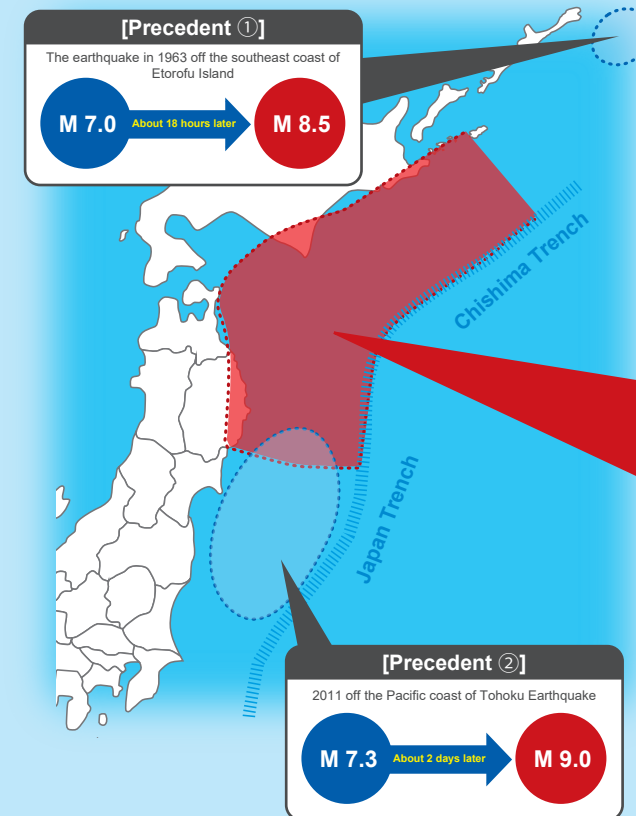 [Precedent ①]
The earthquake in 1963 off the southeast coast of
Etorofu Island
M 7.0
About 18 hours later
M 8.5
Chishima Trench
Japan Trench
[Precedent ②]
2011 off the Pacific coast of Tohoku Earthquake
M 7.3
About 2 days later
M 9.0